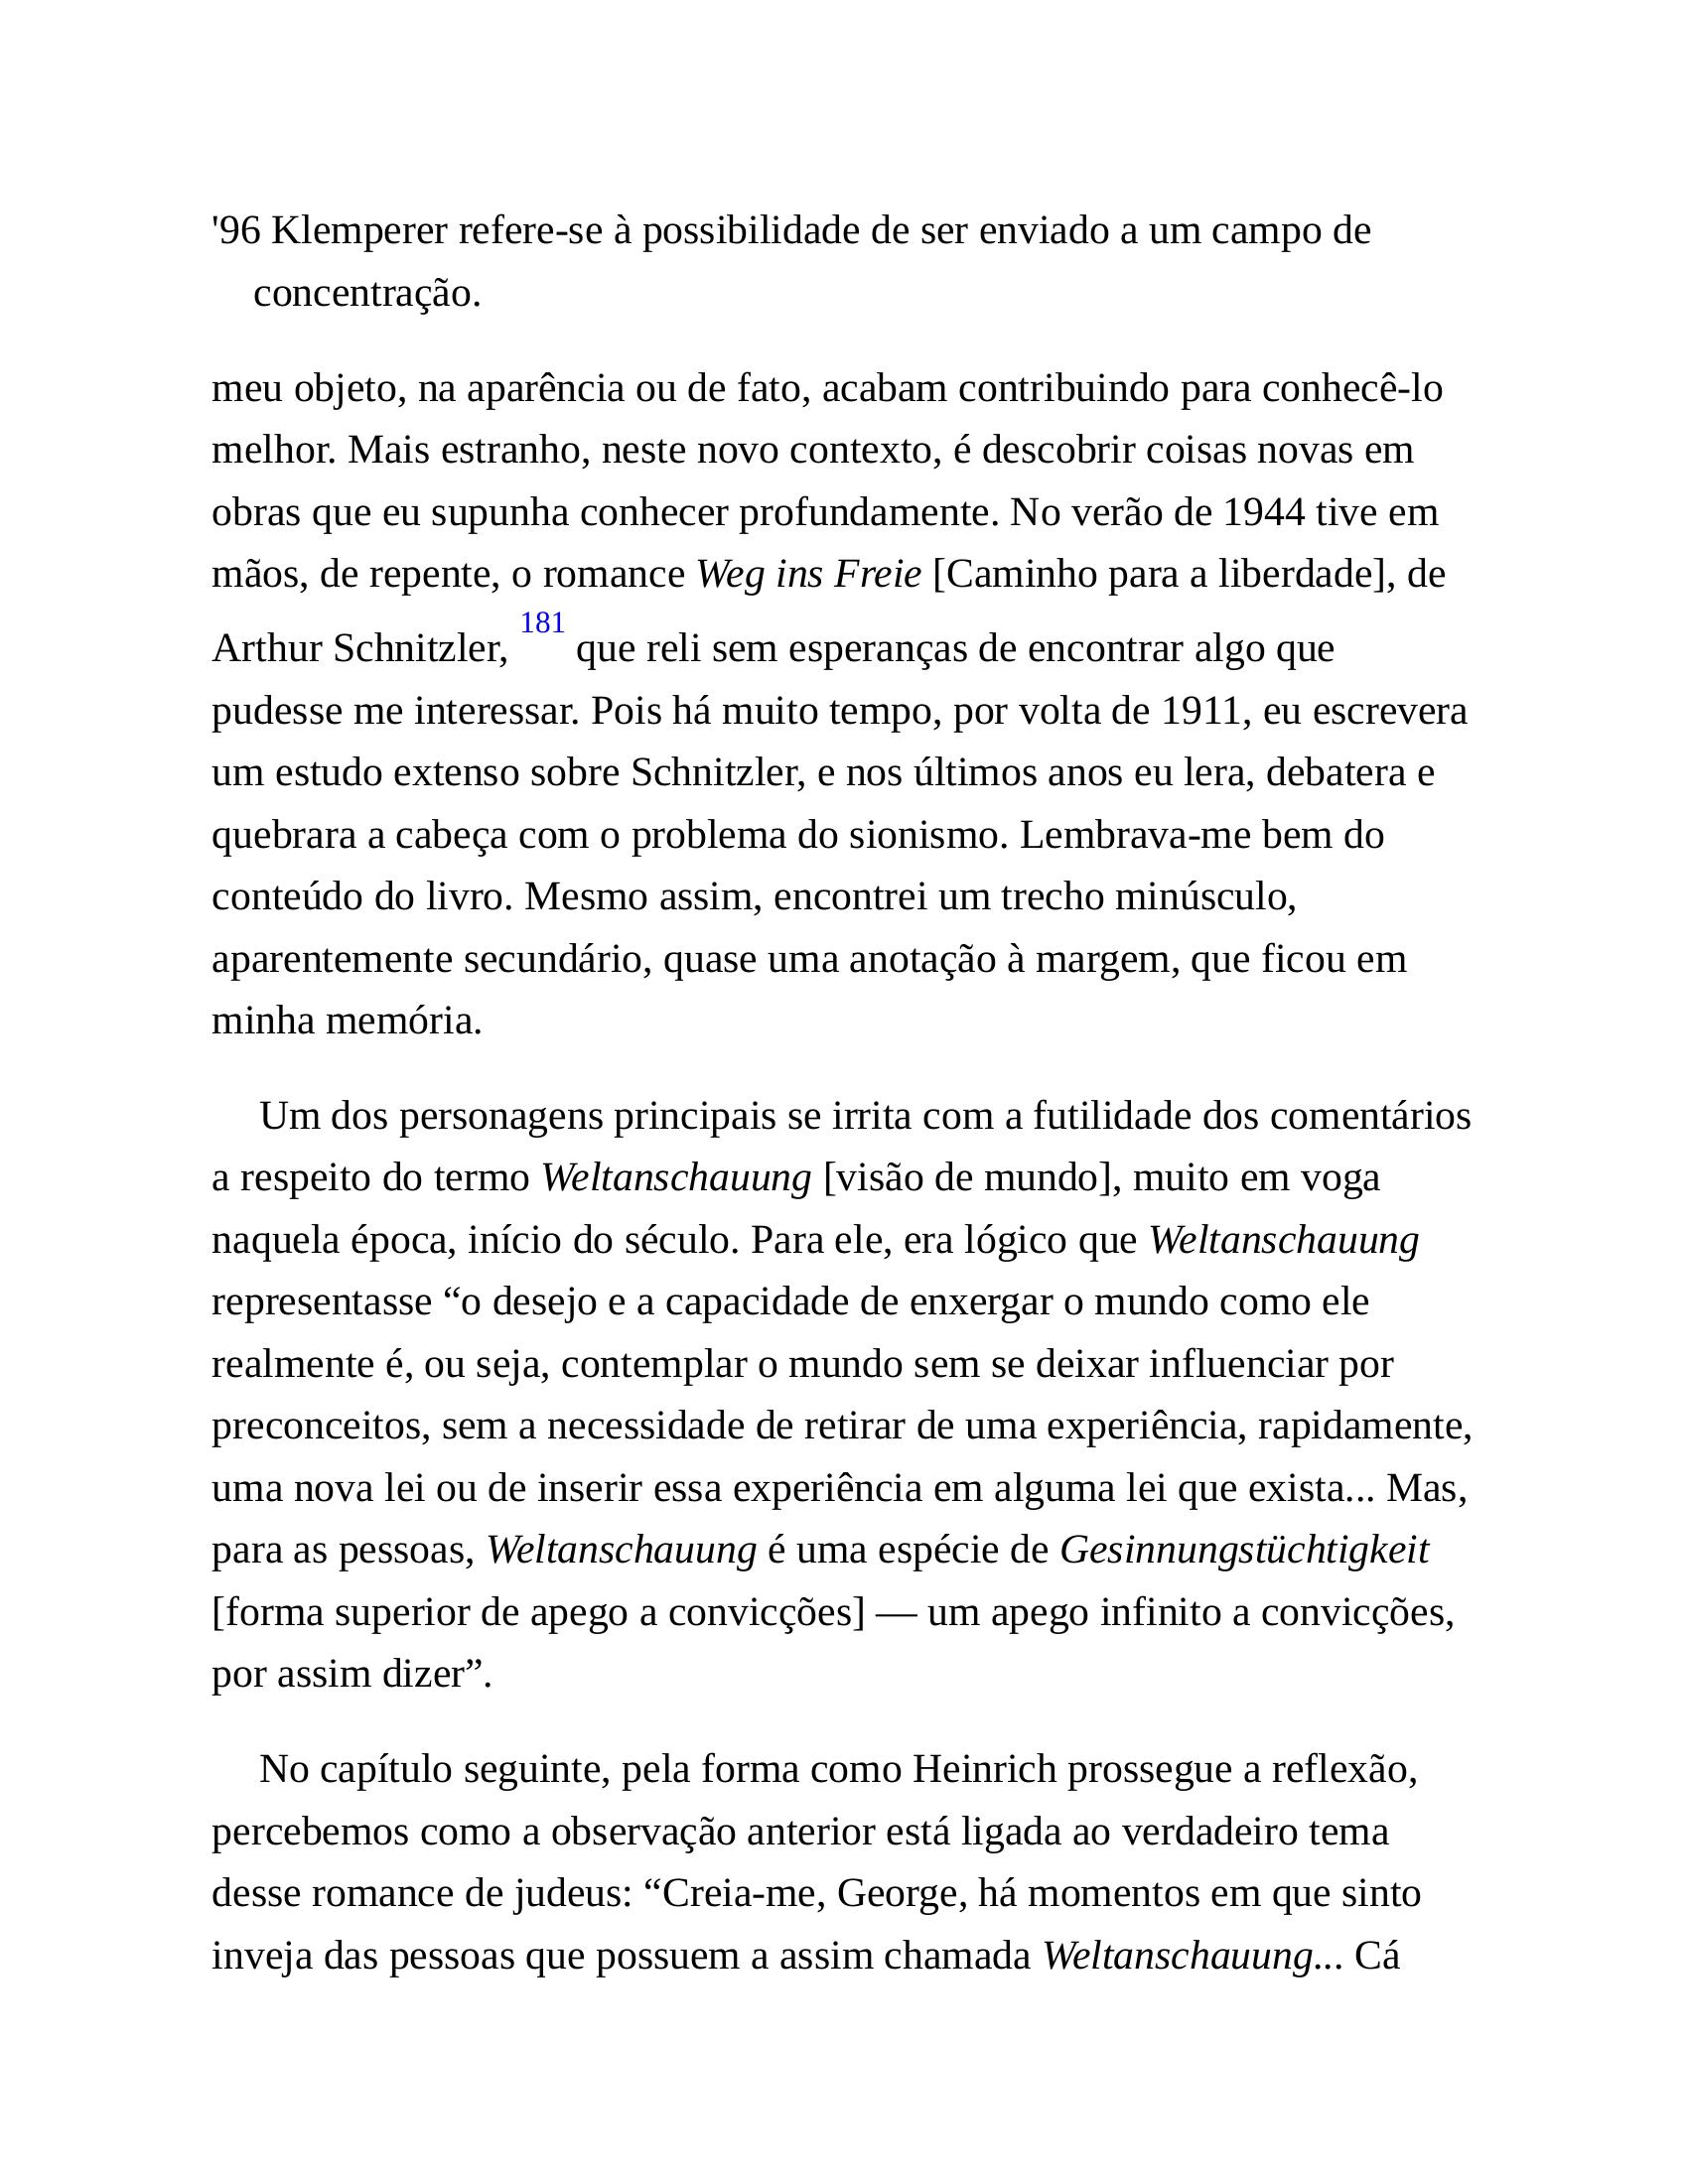 '96 Klemperer refere-se à possibilidade de ser enviado a um campo de
concentração.
meu objeto, na aparência ou de fato, acabam contribuindo para conhecê-lo
melhor. Mais estranho, neste novo contexto, é descobrir coisas novas em
obras que eu supunha conhecer profundamente. No verão de 1944 tive em
mãos, de repente, o romance Weg ins Freie [Caminho para a liberdade], de
Arthur Schnitzler, 181 que reli sem esperanças de encontrar algo que
pudesse me interessar. Pois há muito tempo, por volta de 1911, eu escrevera
um estudo extenso sobre Schnitzler, e nos últimos anos eu lera, debatera e
quebrara a cabeça com o problema do sionismo. Lembrava-me bem do
conteúdo do livro. Mesmo assim, encontrei um trecho minúsculo,
aparentemente secundário, quase uma anotação à margem, que ficou em
minha memória.
Um dos personagens principais se irrita com a futilidade dos comentários
a respeito do termo Weltanschauung [visão de mundo], muito em voga
naquela época, início do século. Para ele, era lógico que Weltanschauung
representasse “o desejo e a capacidade de enxergar o mundo como ele
realmente é, ou seja, contemplar o mundo sem se deixar influenciar por
preconceitos, sem a necessidade de retirar de uma experiência, rapidamente,
uma nova lei ou de inserir essa experiência em alguma lei que exista... Mas,
para as pessoas, Weltanschauung é uma espécie de Gesinnungstüchtigkeit
[forma superior de apego a convicções] — um apego infinito a convicções,
por assim dizer”.
No capítulo seguinte, pela forma como Heinrich prossegue a reflexão,
percebemos como a observação anterior está ligada ao verdadeiro tema
desse romance de judeus: “Creia-me, George, há momentos em que sinto
inveja das pessoas que possuem a assim chamada Weltanschauung... Cá